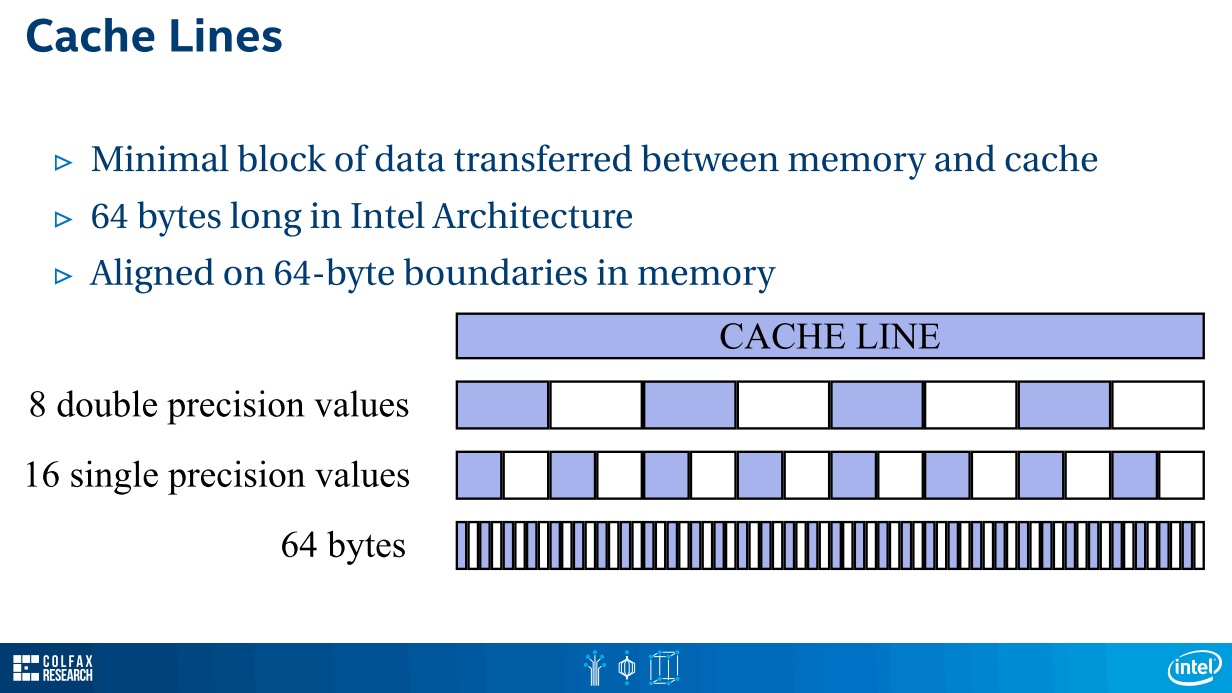 Cache Lines
Minimal block of data transferred between memory and cache
64 bytes long in Intel Architecture
Aligned on 64-byte boundaries in memory
CACHE LINE
8 double precision values
16 single precision values
64 bytes
COLFAX
RESEARCH
intel